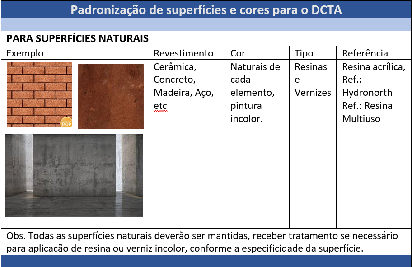 Padronização de superfícies e cores para o DCTA
PARA SUPERFÍCIES NATURAIS
Exemplo Revestimento Cor Tipo Referência
Cerâmica, Naturais de Resinas Resina acrílica,
Concreto, cada e Ref.:
Madeira, Aço, elemento, Vernizes Hydronorth
etc pintura Ref.: Resina
incolor. Multiuso
Obs. Todas as superfícies naturais deverão ser mantidas, receber tratamento se necessário
para aplicação de resina ou verniz incolor, conforme a especificidade da superfície.